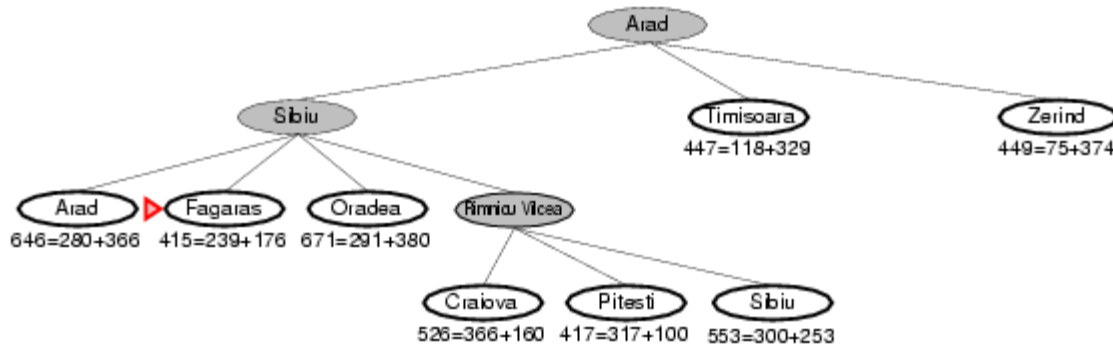 Arad
Sibiu
Timisoara
Zerind
447=118+329
449=75+374
Arad
Fagaras
Oradea
Rimnicu Vilcea
646=280+366
415=239+176
671=291+380
Craiova
Pitesti
Sibiu
526=366+160
417=317+100
553=300+253